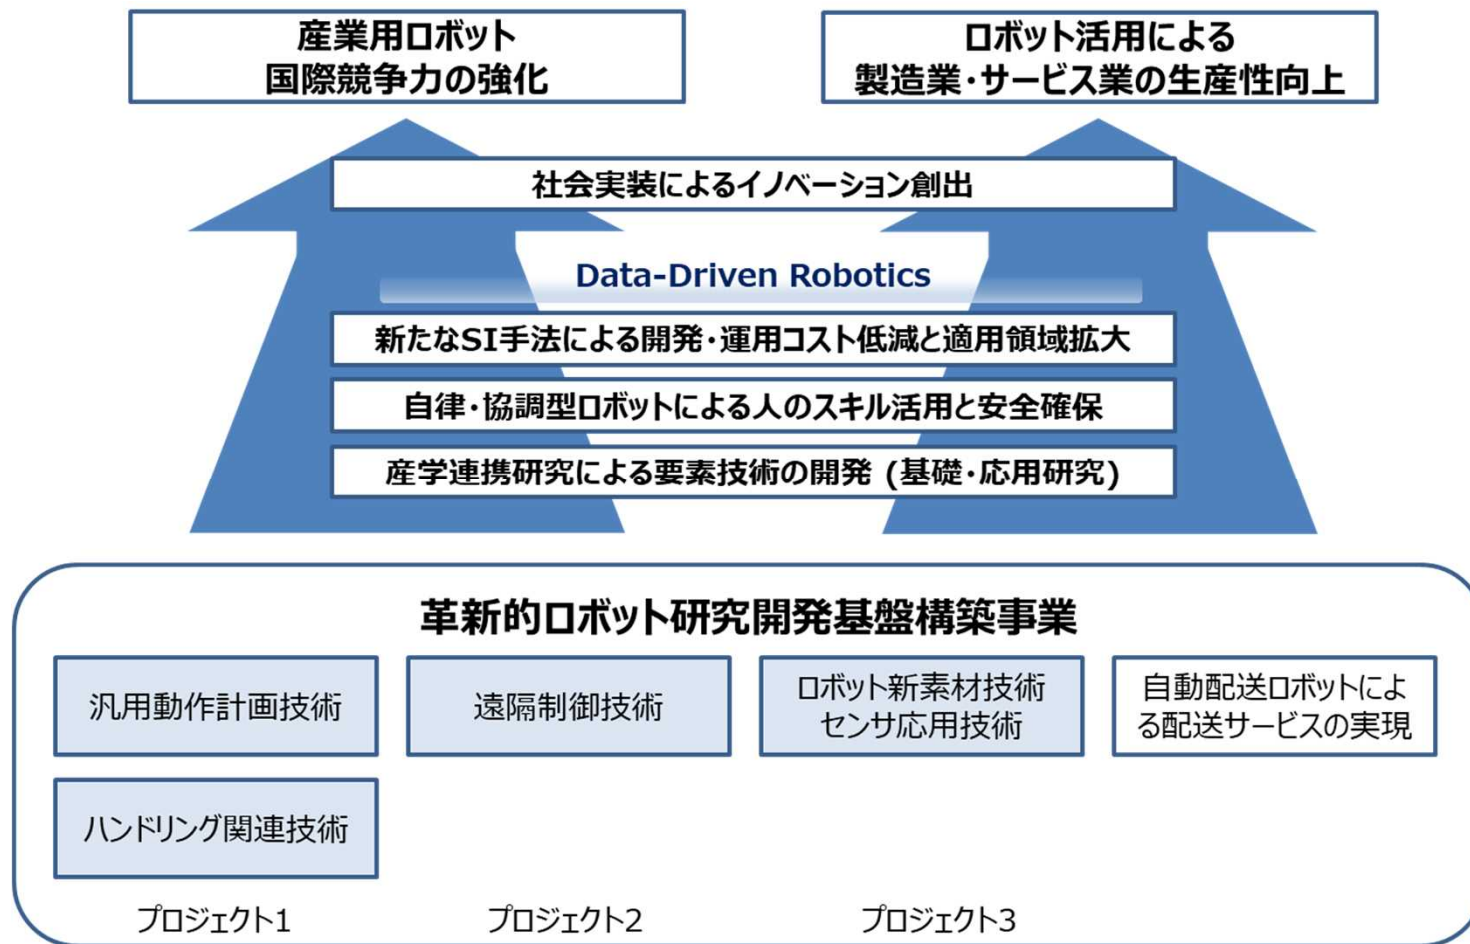 産業用ロボット
国際競争力の強化
ロボット活用による
製造業・サービス業の生産性向上
社会実装によるイノベーション創出
Data-Driven Robotics
新たなSI手法による開発・運用コスト低減と適用領域拡大
自律・協調型ロボットによる人のスキル活用と安全確保
産学連携研究による要素技術の開発 (基礎・応用研究)
革新的ロボット研究開発基盤構築事業
汎用動作計画技術
遠隔制御技術
ロボット新素材技術
センサ応用技術
自動配送ロボットによ
る配送サービスの実現
ハンドリング関連技術
プロジェクト1
プロジェクト2
プロジェクト3